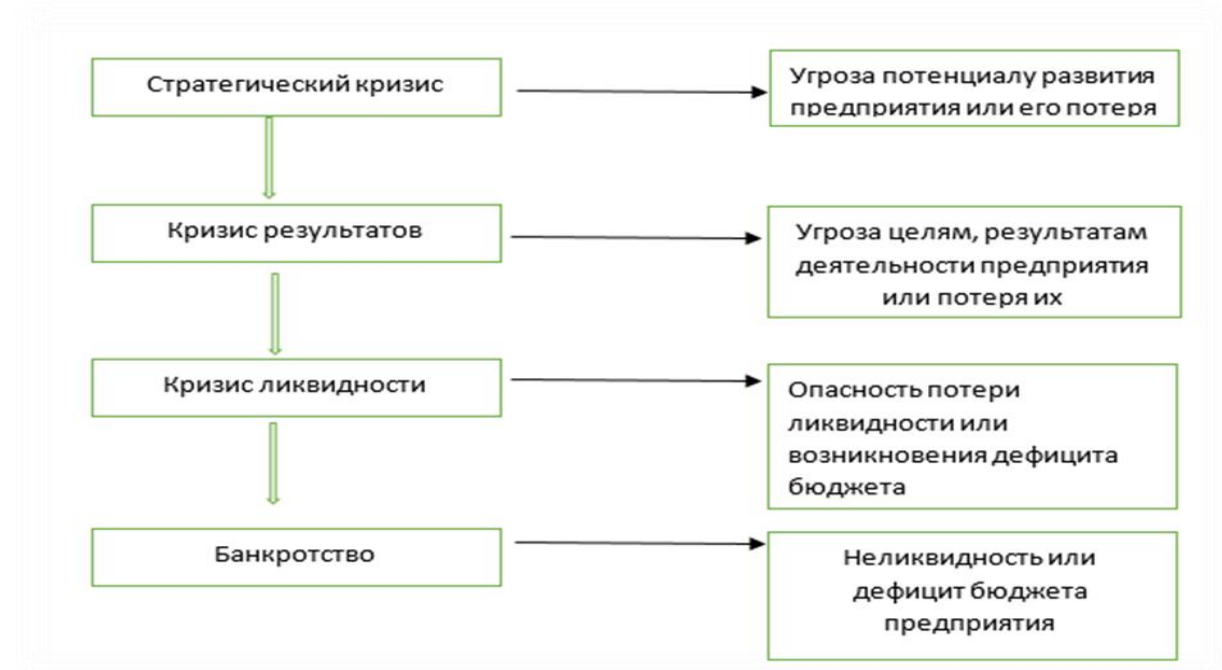 Стратегический кризис
Угроза потенциалу развития
предприятия или его потеря
Кризис результатов
Угроза целям, результатам
деятельности предприятия
или потеря их
Кризис ликвидности
Опасность потери
ликвидности или
возникновения дефицита
бюджета
Банкротство
Неликвидность или
дефицит бюджета
предприятия